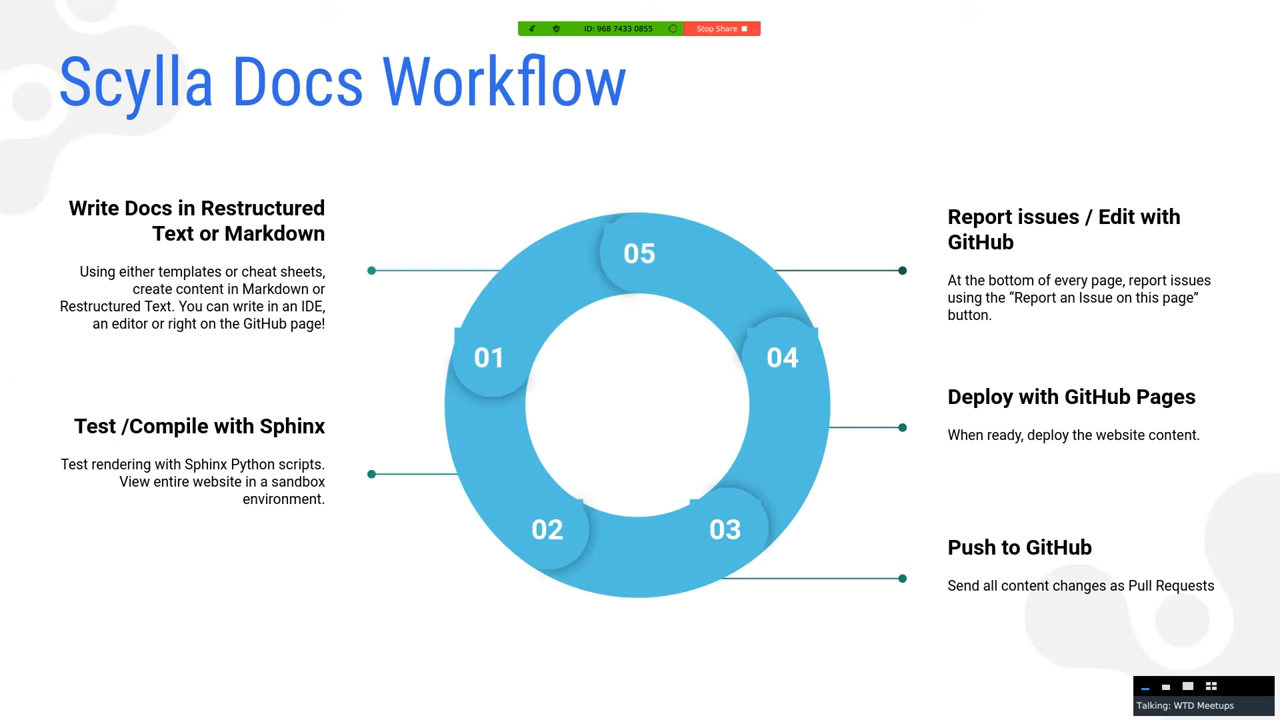 ID: 968 7433 0855
Stop Share
Scylla Docs Workflow
Write Docs in Restructured
Text or Markdown
Using either templates or cheat sheets,
create content in Markdown or
Restructured Text. You can write in an IDE,
an editor or right on the GitHub page!
Test /Compile with Sphinx
Test rendering with Sphinx Python scripts.
View entire website in a sandbox
environment.
05
01
04
02
03
Report issues / Edit with
GitHub
At the bottom of every page, report issues
using the “Report an Issue on this page”
button.
Deploy with GitHub Pages
When ready, deploy the website content.
Push to GitHub
Send all content changes as Pull Requests
Talking: WTD Meetups